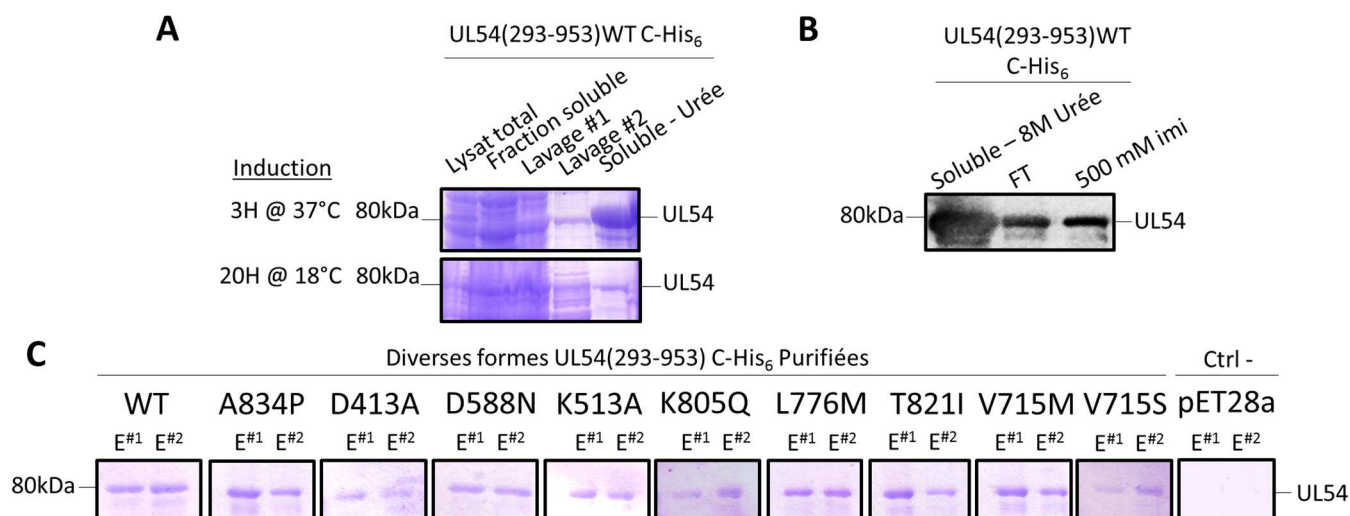 A
UL54(293-953)WT C-His₆
Lysat total
Fraction soluble
Lavage #1
Lavage #2
Soluble - Urée
Induction
3H @ 37°C 80kDa UL54
20H @ 18°C 80kDa UL54
B
UL54(293-953)WT
C-His₆
Soluble – 8M Urée
FT
500 mM imi
80kDa UL54
C
Diverses formes UL54(293-953) C-His₆ Purifiées Ctrl -
WT A834P D413A D588N K513A K805Q L776M T821I V715M V715S pET28a
E#1 E#2 E#1 E#2 E#1 E#2 E#1 E#2 E#1 E#2 E#1 E#2 E#1 E#2 E#1 E#2 E#1 E#2 E#1 E#2 E#1 E#2
80kDa UL54